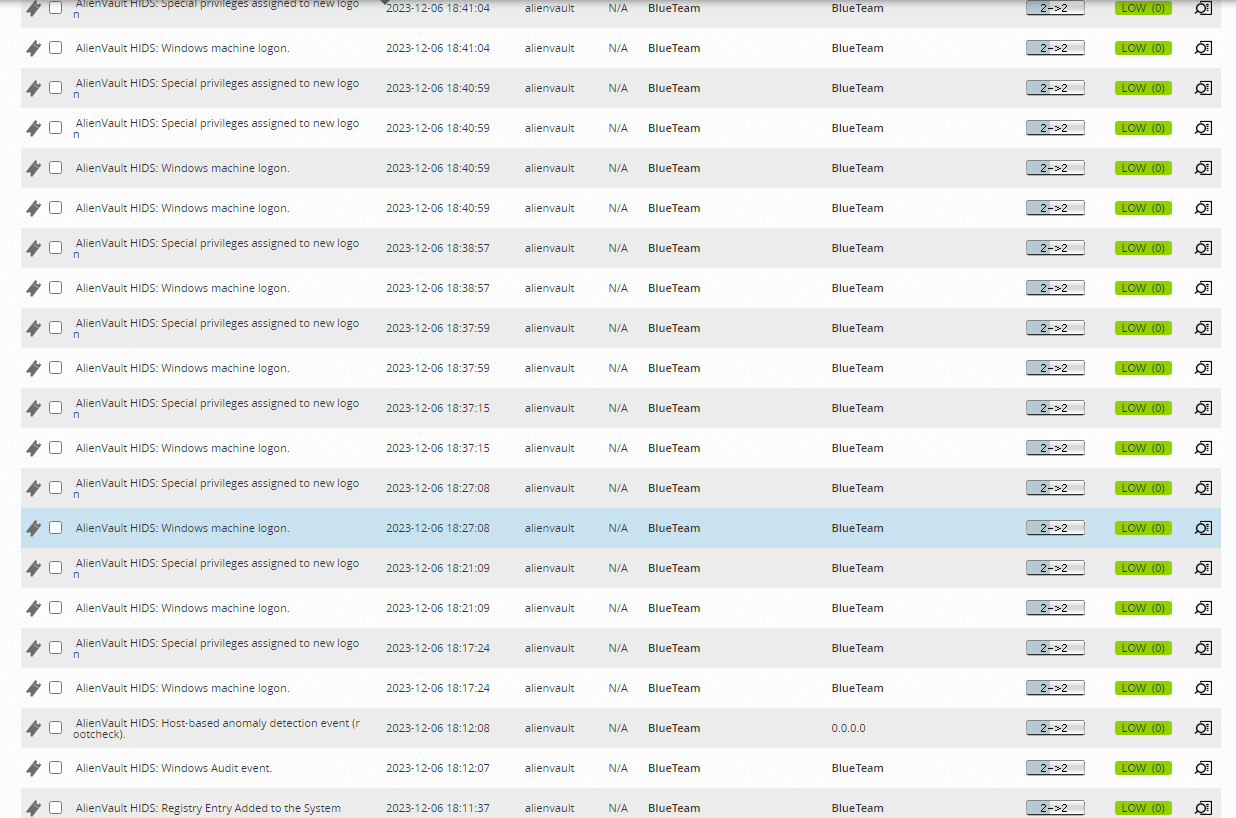 AlienVault HIDS: Special privileges assigned to new logo
n 2023-12-06 18:41:04 alienvault N/A BlueTeam BlueTeam 2->2 LOW (0)
AlienVault HIDS: Windows machine logon. 2023-12-06 18:41:04 alienvault N/A BlueTeam BlueTeam 2->2 LOW (0)
AlienVault HIDS: Special privileges assigned to new logo
n 2023-12-06 18:40:59 alienvault N/A BlueTeam BlueTeam 2->2 LOW (0)
AlienVault HIDS: Special privileges assigned to new logo
n 2023-12-06 18:40:59 alienvault N/A BlueTeam BlueTeam 2->2 LOW (0)
AlienVault HIDS: Windows machine logon. 2023-12-06 18:40:59 alienvault N/A BlueTeam BlueTeam 2->2 LOW (0)
AlienVault HIDS: Windows machine logon. 2023-12-06 18:40:59 alienvault N/A BlueTeam BlueTeam 2->2 LOW (0)
AlienVault HIDS: Special privileges assigned to new logo
n 2023-12-06 18:38:57 alienvault N/A BlueTeam BlueTeam 2->2 LOW (0)
AlienVault HIDS: Windows machine logon. 2023-12-06 18:38:57 alienvault N/A BlueTeam BlueTeam 2->2 LOW (0)
AlienVault HIDS: Special privileges assigned to new logo
n 2023-12-06 18:37:59 alienvault N/A BlueTeam BlueTeam 2->2 LOW (0)
AlienVault HIDS: Windows machine logon. 2023-12-06 18:37:59 alienvault N/A BlueTeam BlueTeam 2->2 LOW (0)
AlienVault HIDS: Special privileges assigned to new logo
n 2023-12-06 18:37:15 alienvault N/A BlueTeam BlueTeam 2->2 LOW (0)
AlienVault HIDS: Windows machine logon. 2023-12-06 18:37:15 alienvault N/A BlueTeam BlueTeam 2->2 LOW (0)
AlienVault HIDS: Special privileges assigned to new logo
n 2023-12-06 18:27:08 alienvault N/A BlueTeam BlueTeam 2->2 LOW (0)
AlienVault HIDS: Windows machine logon. 2023-12-06 18:27:08 alienvault N/A BlueTeam BlueTeam 2->2 LOW (0)
AlienVault HIDS: Special privileges assigned to new logo
n 2023-12-06 18:21:09 alienvault N/A BlueTeam BlueTeam 2->2 LOW (0)
AlienVault HIDS: Windows machine logon. 2023-12-06 18:21:09 alienvault N/A BlueTeam BlueTeam 2->2 LOW (0)
AlienVault HIDS: Special privileges assigned to new logo
n 2023-12-06 18:17:24 alienvault N/A BlueTeam BlueTeam 2->2 LOW (0)
AlienVault HIDS: Windows machine logon. 2023-12-06 18:17:24 alienvault N/A BlueTeam BlueTeam 2->2 LOW (0)
AlienVault HIDS: Host-based anomaly detection event (r
ootcheck). 2023-12-06 18:12:08 alienvault N/A BlueTeam 0.0.0.0 2->2 LOW (0)
AlienVault HIDS: Windows Audit event. 2023-12-06 18:12:07 alienvault N/A BlueTeam BlueTeam 2->2 LOW (0)
AlienVault HIDS: Registry Entry Added to the System 2023-12-06 18:11:37 alienvault N/A BlueTeam BlueTeam 2->2 LOW (0)